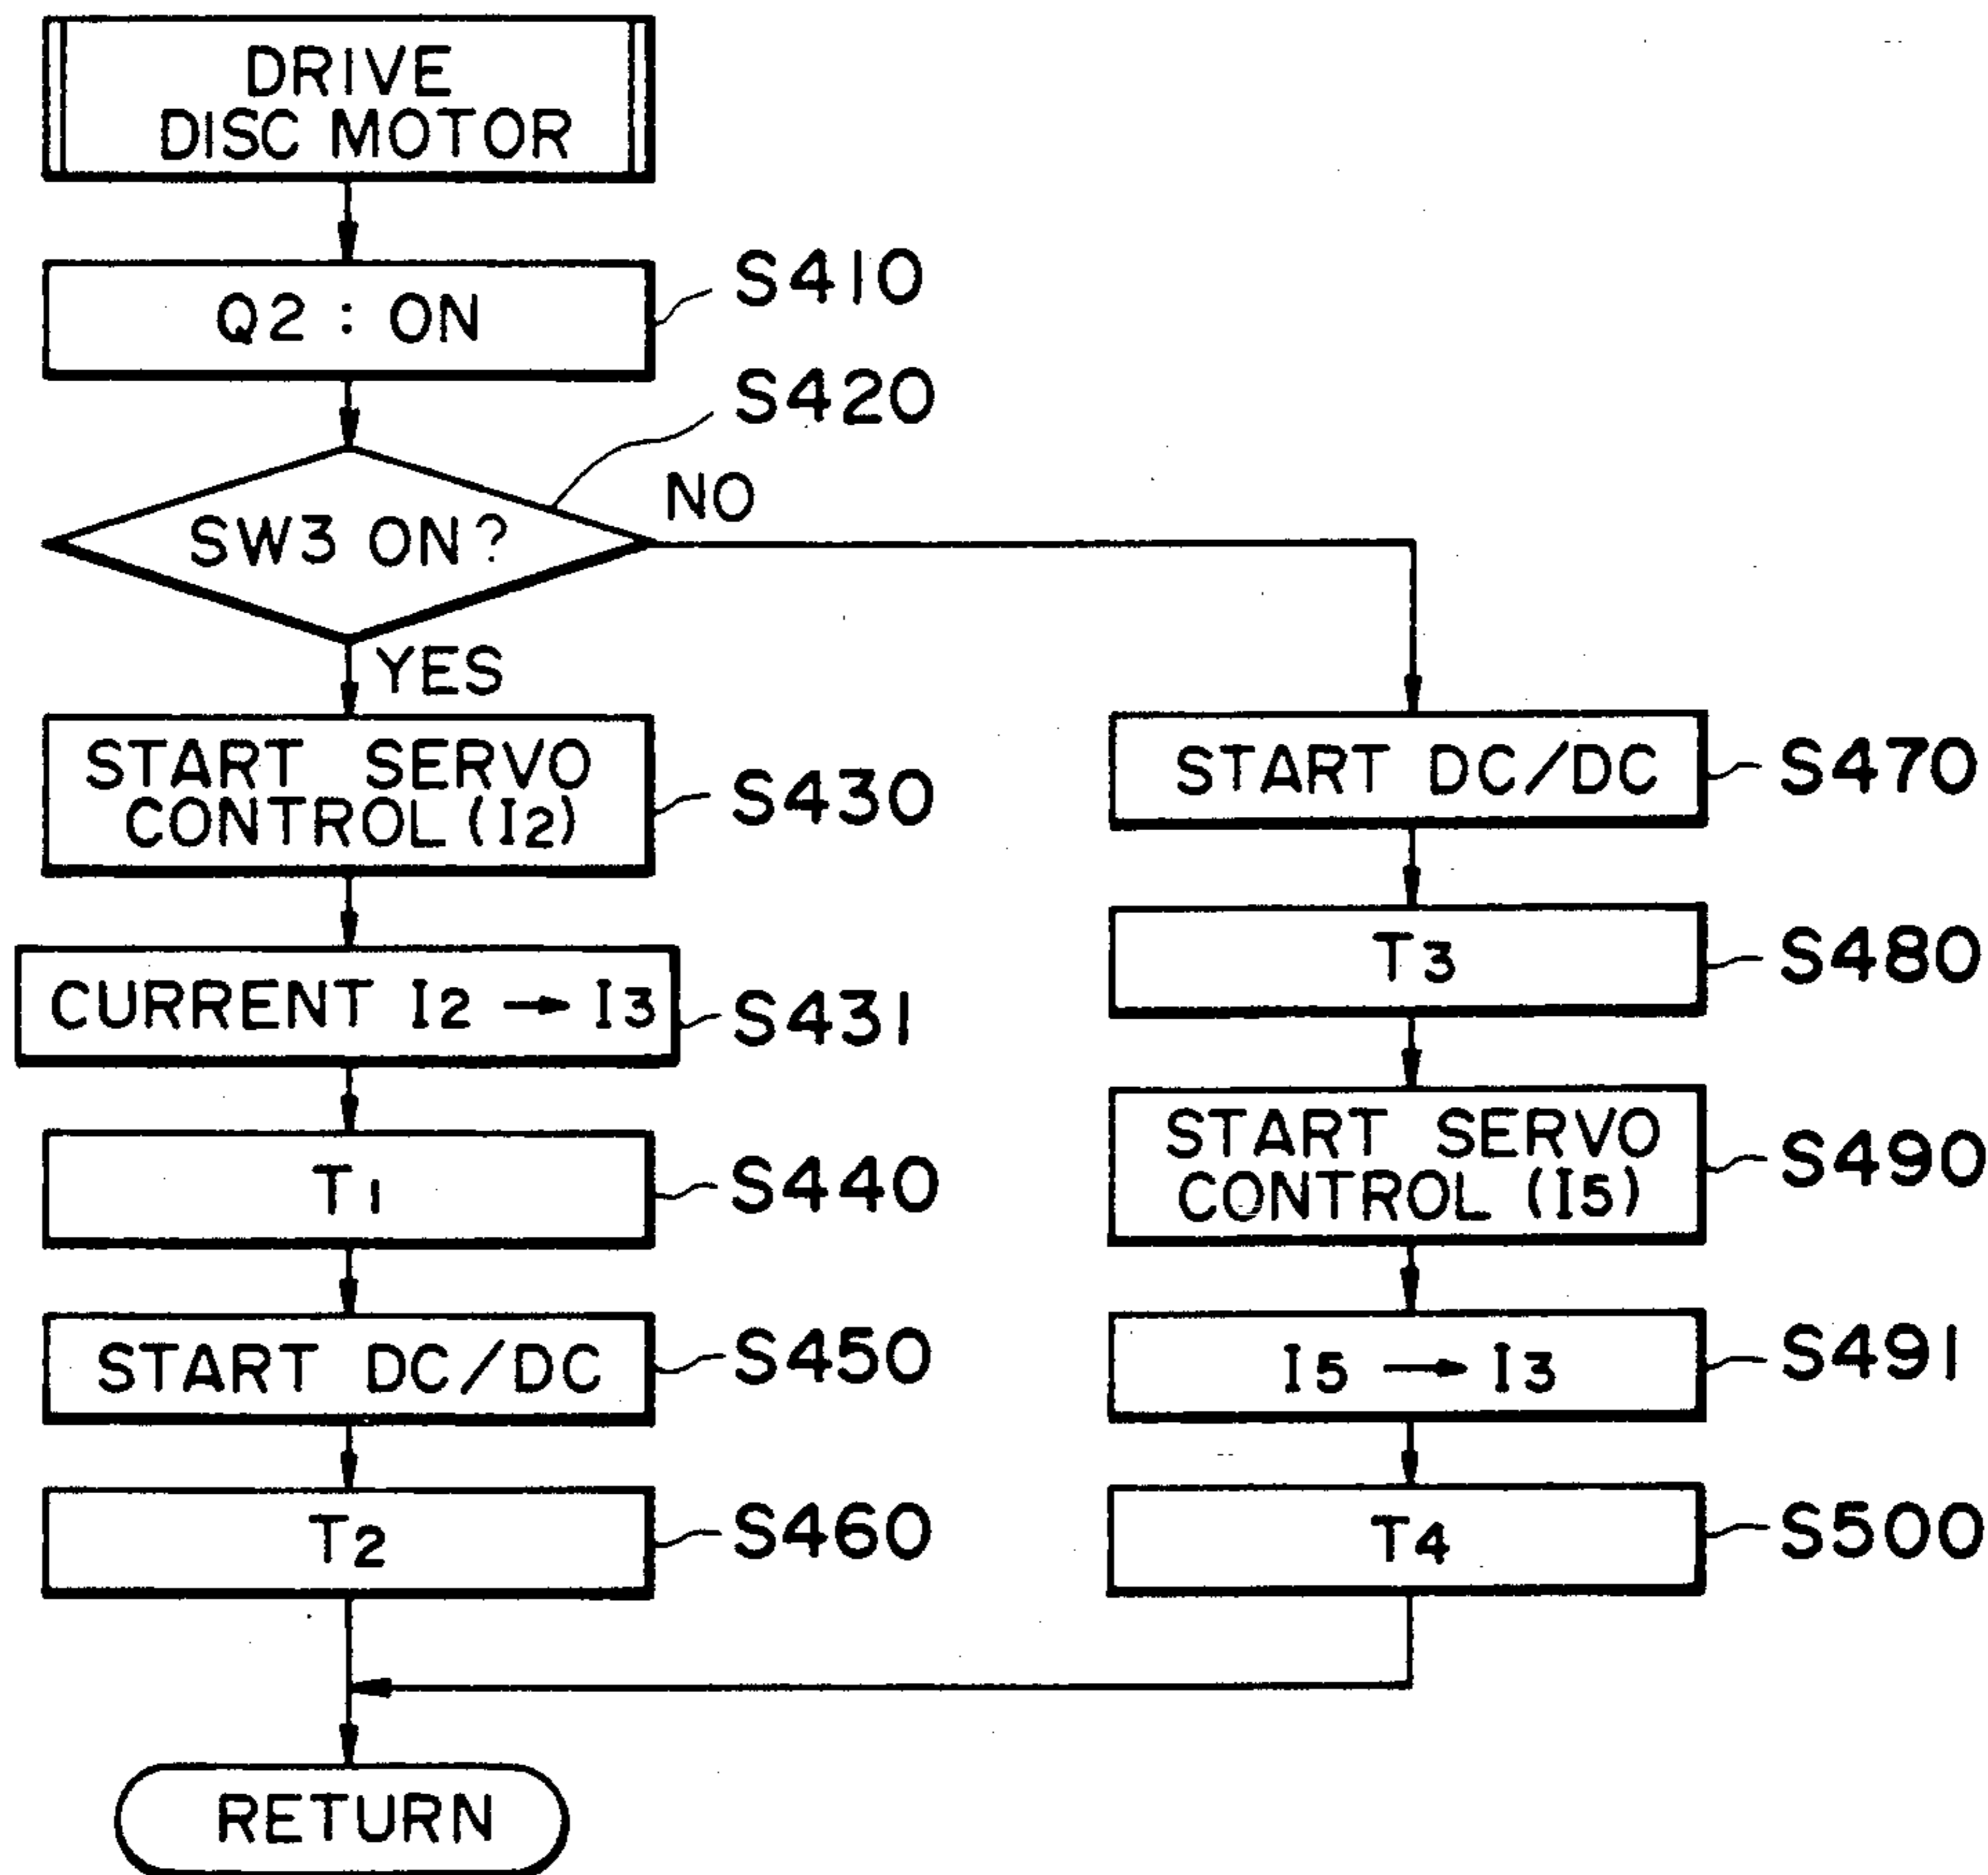 DRIVE
DISC MOTOR
Q2 : ON
S410
S420
SW3 ON?
NO
YES
START SERVO
CONTROL (I2)
S430
CURRENT I2 → I3
S431
T1
S440
START DC/DC
S450
T2
S460
START DC/DC
S470
T3
S480
START SERVO
CONTROL (I5)
S490
I5 → I3
S491
T4
S500
RETURN